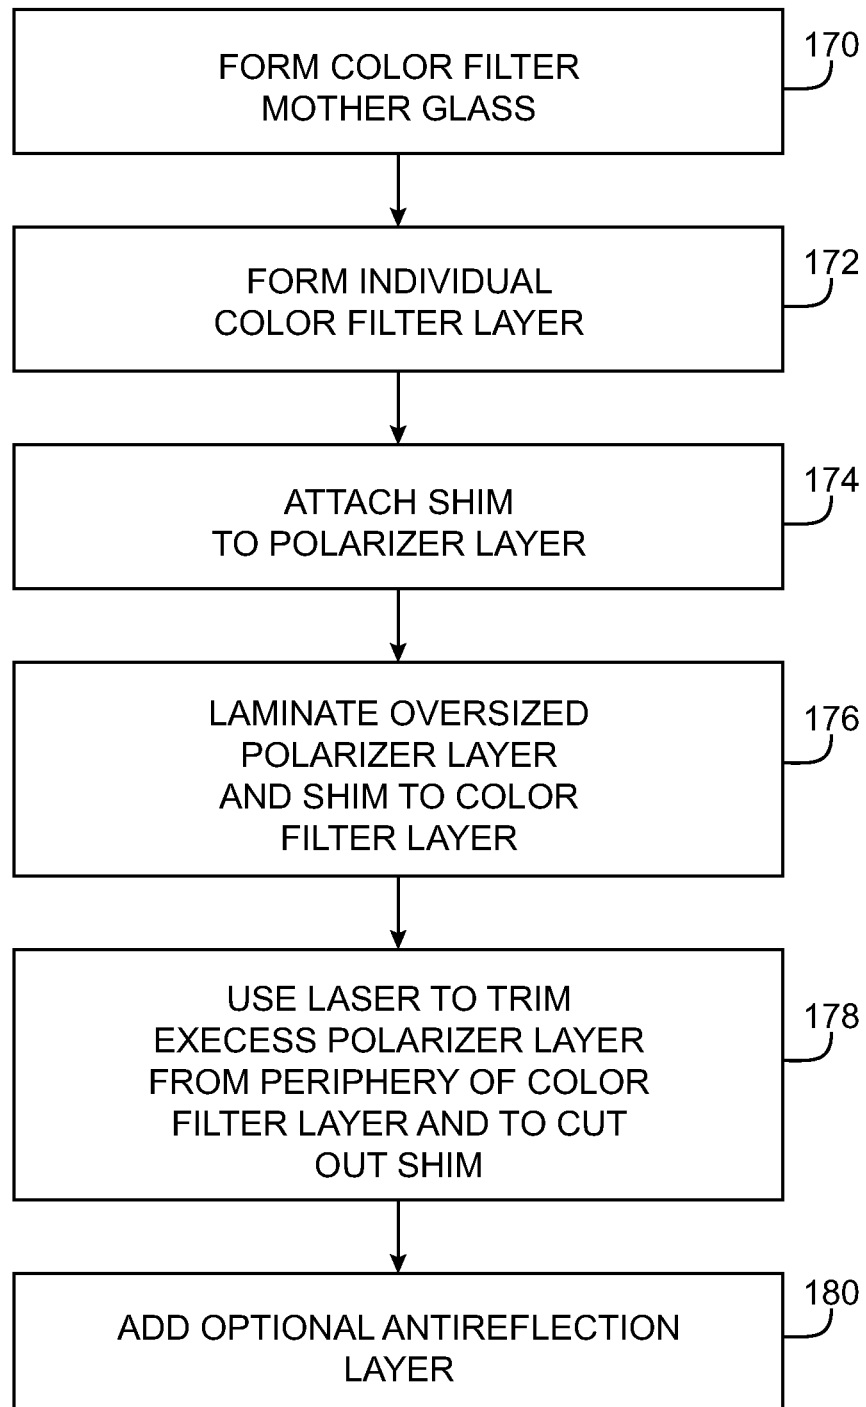 FORM COLOR FILTER
MOTHER GLASS
170
FORM INDIVIDUAL
COLOR FILTER LAYER
172
ATTACH SHIM
TO POLARIZER LAYER
174
LAMINATE OVERSIZED
POLARIZER LAYER
AND SHIM TO COLOR
FILTER LAYER
176
USE LASER TO TRIM
EXECESS POLARIZER LAYER
FROM PERIPHERY OF COLOR
FILTER LAYER AND TO CUT
OUT SHIM
178
ADD OPTIONAL ANTIREFLECTION
LAYER
180